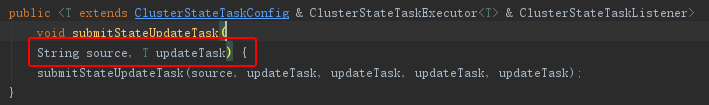 public <T extends ClusterStateTaskConfig & ClusterStateTaskExecutor<T> & ClusterStateTaskListener>
void submitStateUpdateTask(
String source, T updateTask) {
submitStateUpdateTask(source, updateTask, updateTask, updateTask, updateTask);
}